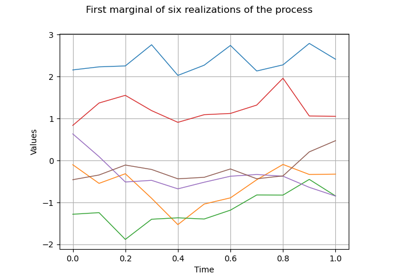 First marginal of six realizations of the process
3
2
1
0
−1
−2
Values
0.0 0.2 0.4 0.6 0.8 1.0
Time